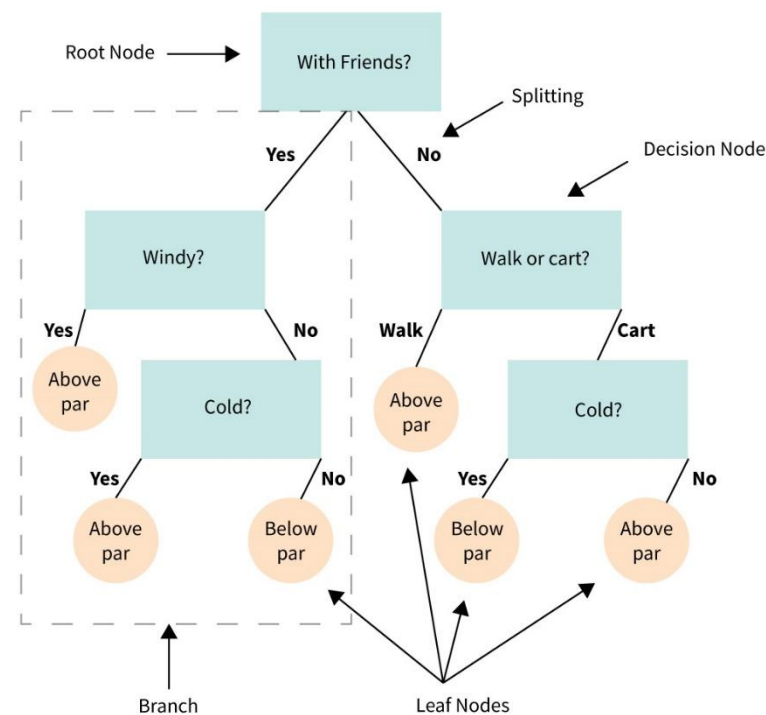 Root Node
With Friends?
Splitting
Yes
No
Decision Node
Windy?
Walk or cart?
Yes
No
Walk
Cart
Above
par
Cold?
Above
par
Cold?
Yes
No
Yes
No
Above
par
Below
par
Below
par
Above
par
Branch
Leaf Nodes